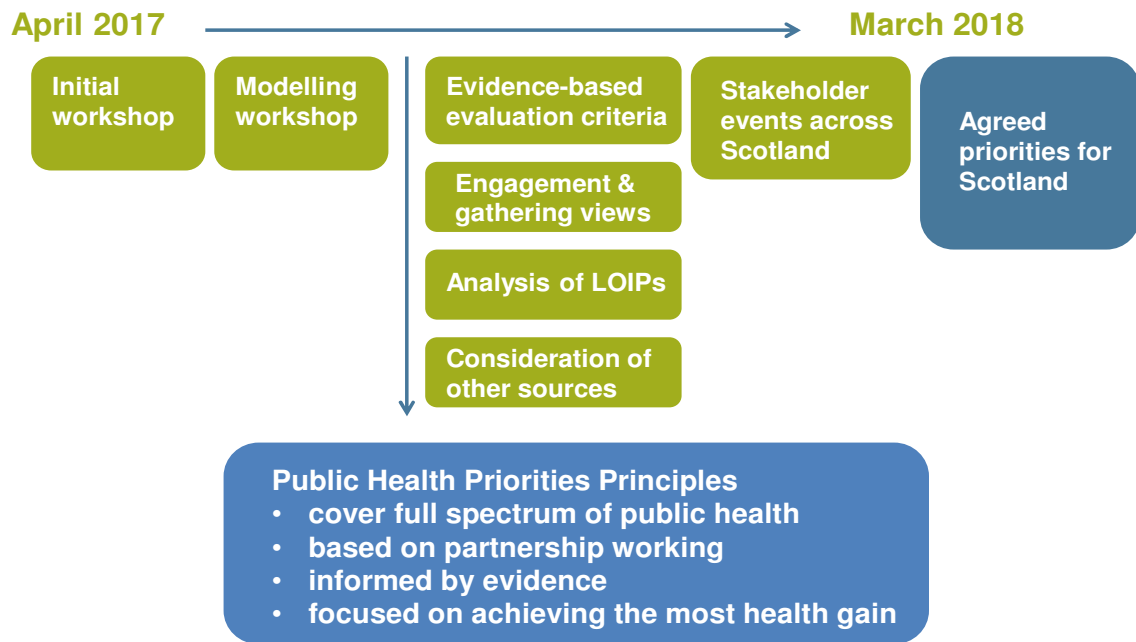 April 2017
March 2018
Initial
workshop
Modelling
workshop
Evidence-based
evaluation criteria
Engagement &
gathering views
Analysis of LOIPs
Consideration of
other sources
Stakeholder
events across
Scotland
Agreed
priorities for
Scotland
Public Health Priorities Principles
• cover full spectrum of public health
• based on partnership working
• informed by evidence
• focused on achieving the most health gain